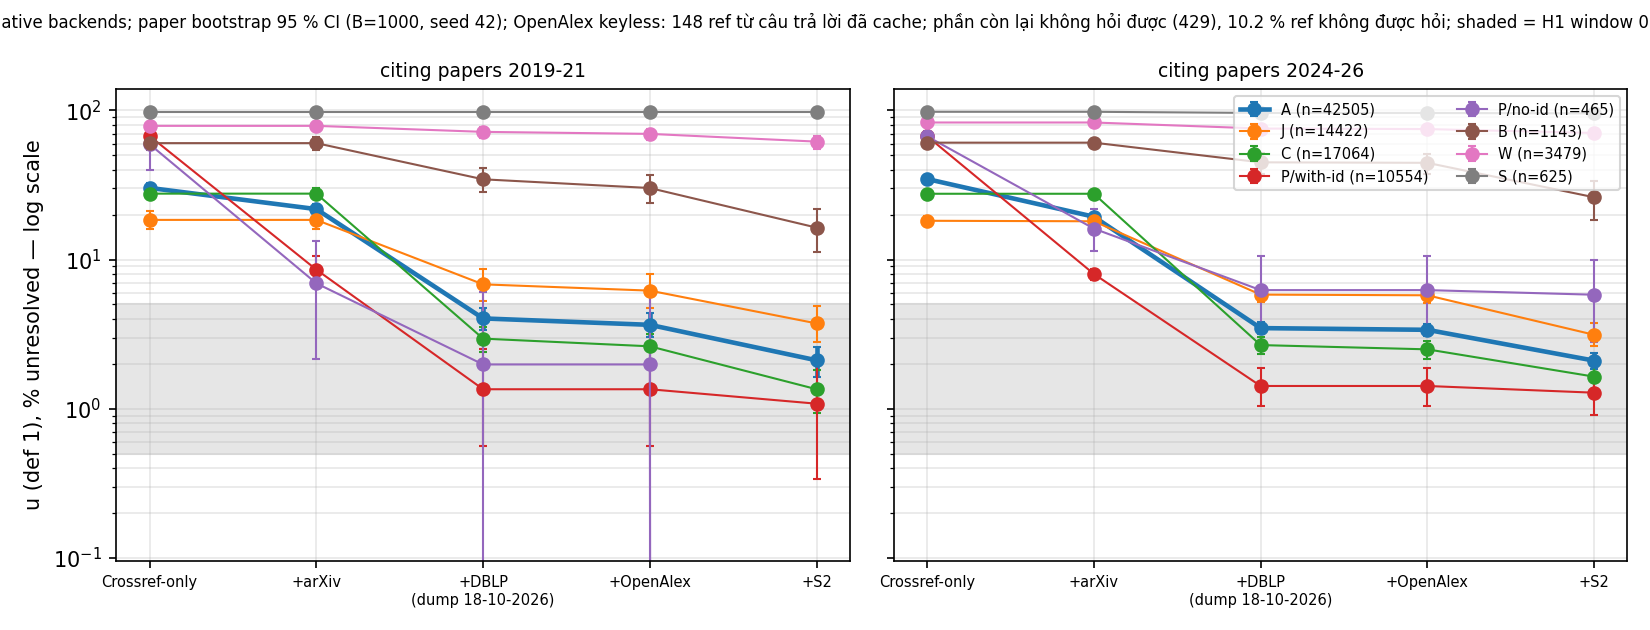 ative backends; paper bootstrap 95 % CI (B=1000, seed 42); OpenAlex keyless: 148 ref từ câu trả lời đã cache; phần còn lại không hỏi được (429), 10.2 % ref không được hỏi; shaded = H1 window 0
citing papers 2019-21
citing papers 2024-26
u (def 1), % unresolved — log scale
10²
10¹
10⁰
10⁻¹
A (n=42505)
J (n=14422)
C (n=17064)
P/with-id (n=10554)
P/no-id (n=465)
B (n=1143)
W (n=3479)
S (n=625)
Crossref-only
+arXiv
+DBLP
(dump 18-10-2026)
+OpenAlex
+S2
Crossref-only
+arXiv
+DBLP
(dump 18-10-2026)
+OpenAlex
+S2